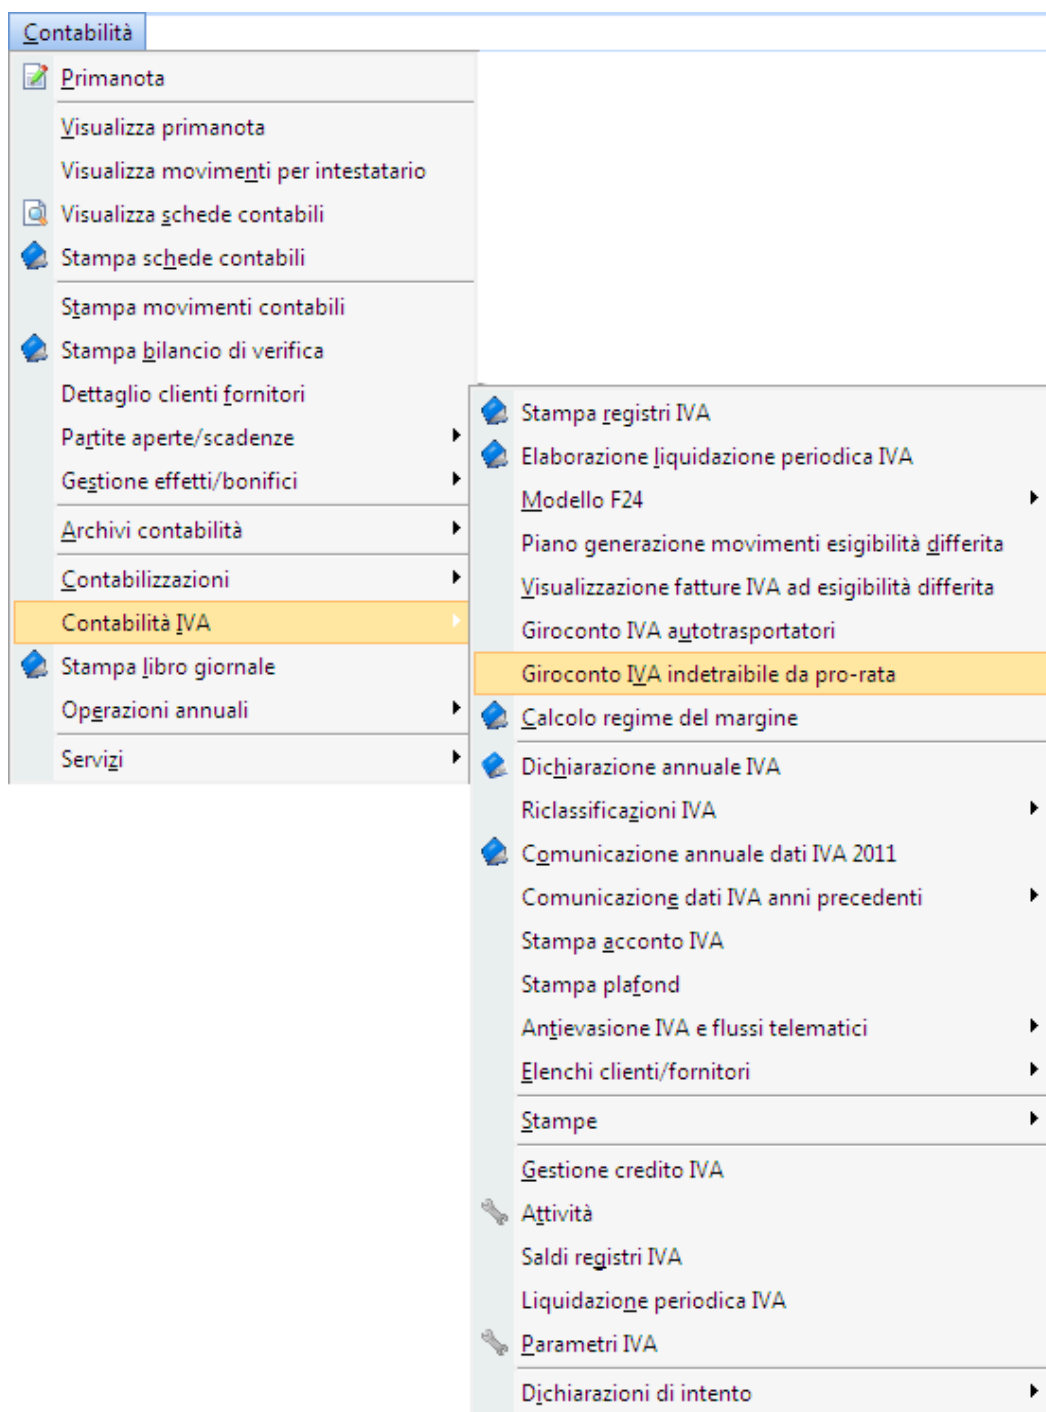 Contabilità
Primanota
Visualizza primanota
Visualizza movimenti per intestatario
Visualizza schede contabili
Stampa schede contabili
Stampa movimenti contabili
Stampa bilancio di verifica
Dettaglio clienti fornitori
Partite aperte/scadenze
Gestione effetti/bonifici
Archivi contabilità
Contabilizzazioni
Contabilità IVA
Stampa libro giornale
Operazioni annuali
Servizi
Stampa registri IVA
Elaborazione liquidazione periodica IVA
Modello F24
Piano generazione movimenti esigibilità differita
Visualizzazione fatture IVA ad esigibilità differita
Giroconto IVA autotrasportatori
Giroconto IVA indetraibile da pro-rata
Calcolo regime del margine
Dichiarazione annuale IVA
Riclassificazioni IVA
Comunicazione annuale dati IVA 2011
Comunicazione dati IVA anni precedenti
Stampa acconto IVA
Stampa plafond
Antievasione IVA e flussi telematici
Elenchi clienti/fornitori
Stampe
Gestione credito IVA
Attività
Saldi registri IVA
Liquidazione periodica IVA
Parametri IVA
Dichiarazioni di intento